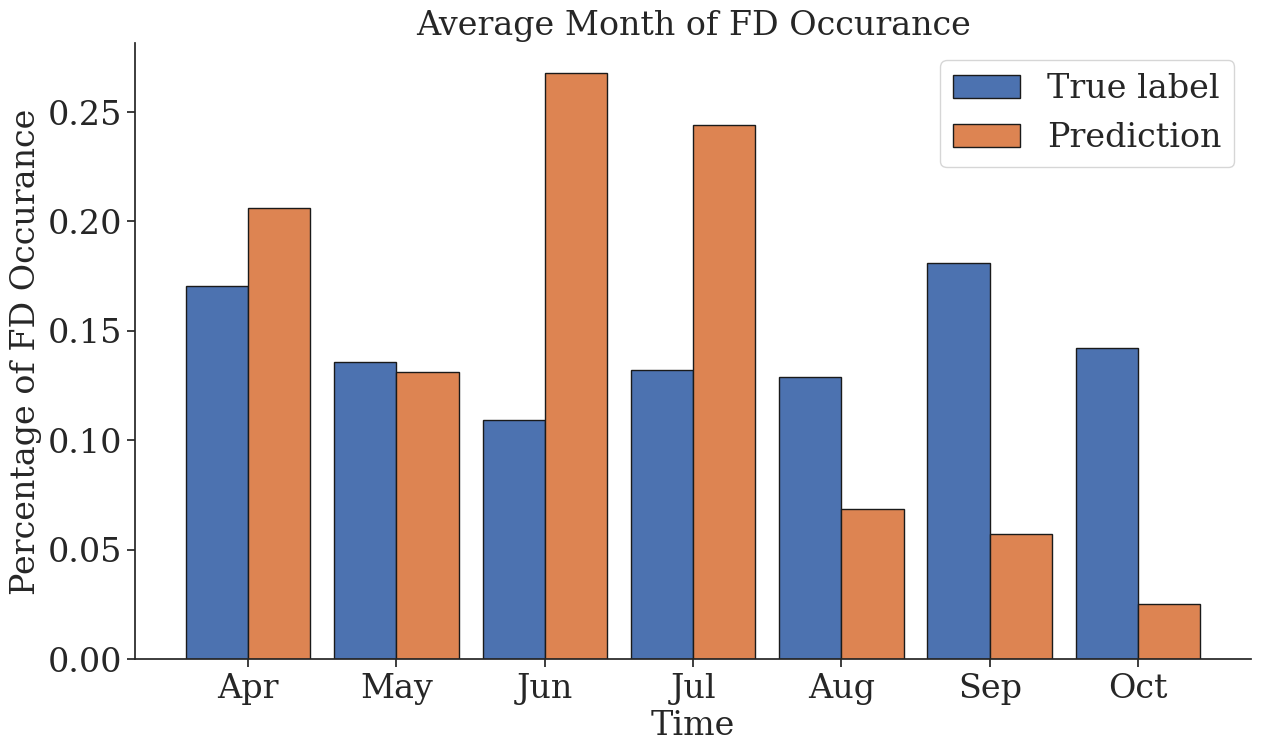 Average Month of FD Occurance
Percentage of FD Occurance
0.25
0.20
0.15
0.10
0.05
0.00
True label
Prediction
Apr May Jun Jul Aug Sep Oct
Time